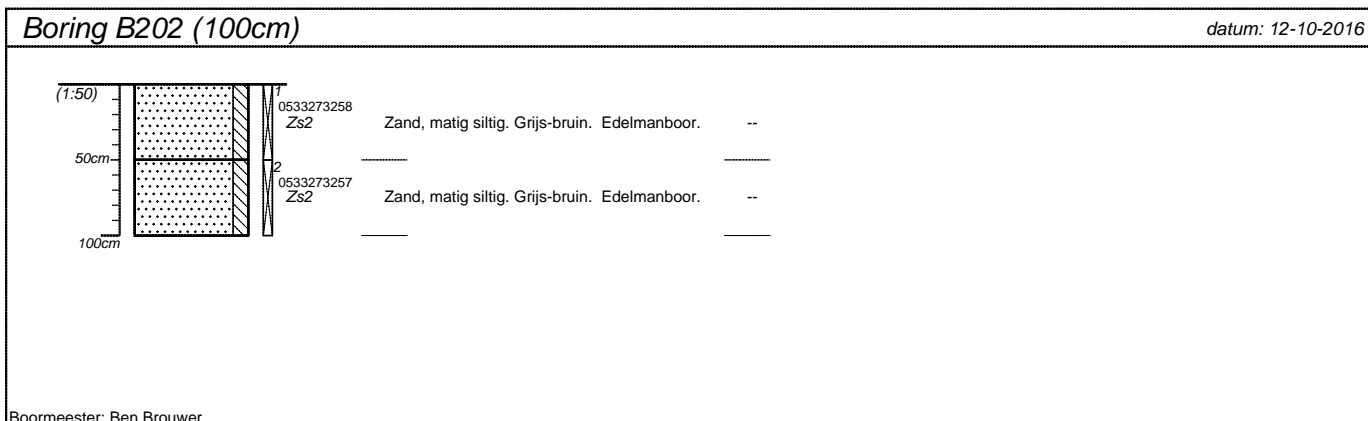 Boring B202 (100cm) datum: 12-10-2016
(1:50)
1
0533273258
Zs2 Zand, matig siltig. Grijs-bruin. Edelmanboor. --
50cm
2
0533273257
Zs2 Zand, matig siltig. Grijs-bruin. Edelmanboor. --
100cm
Boormeester: Ben Brouwer